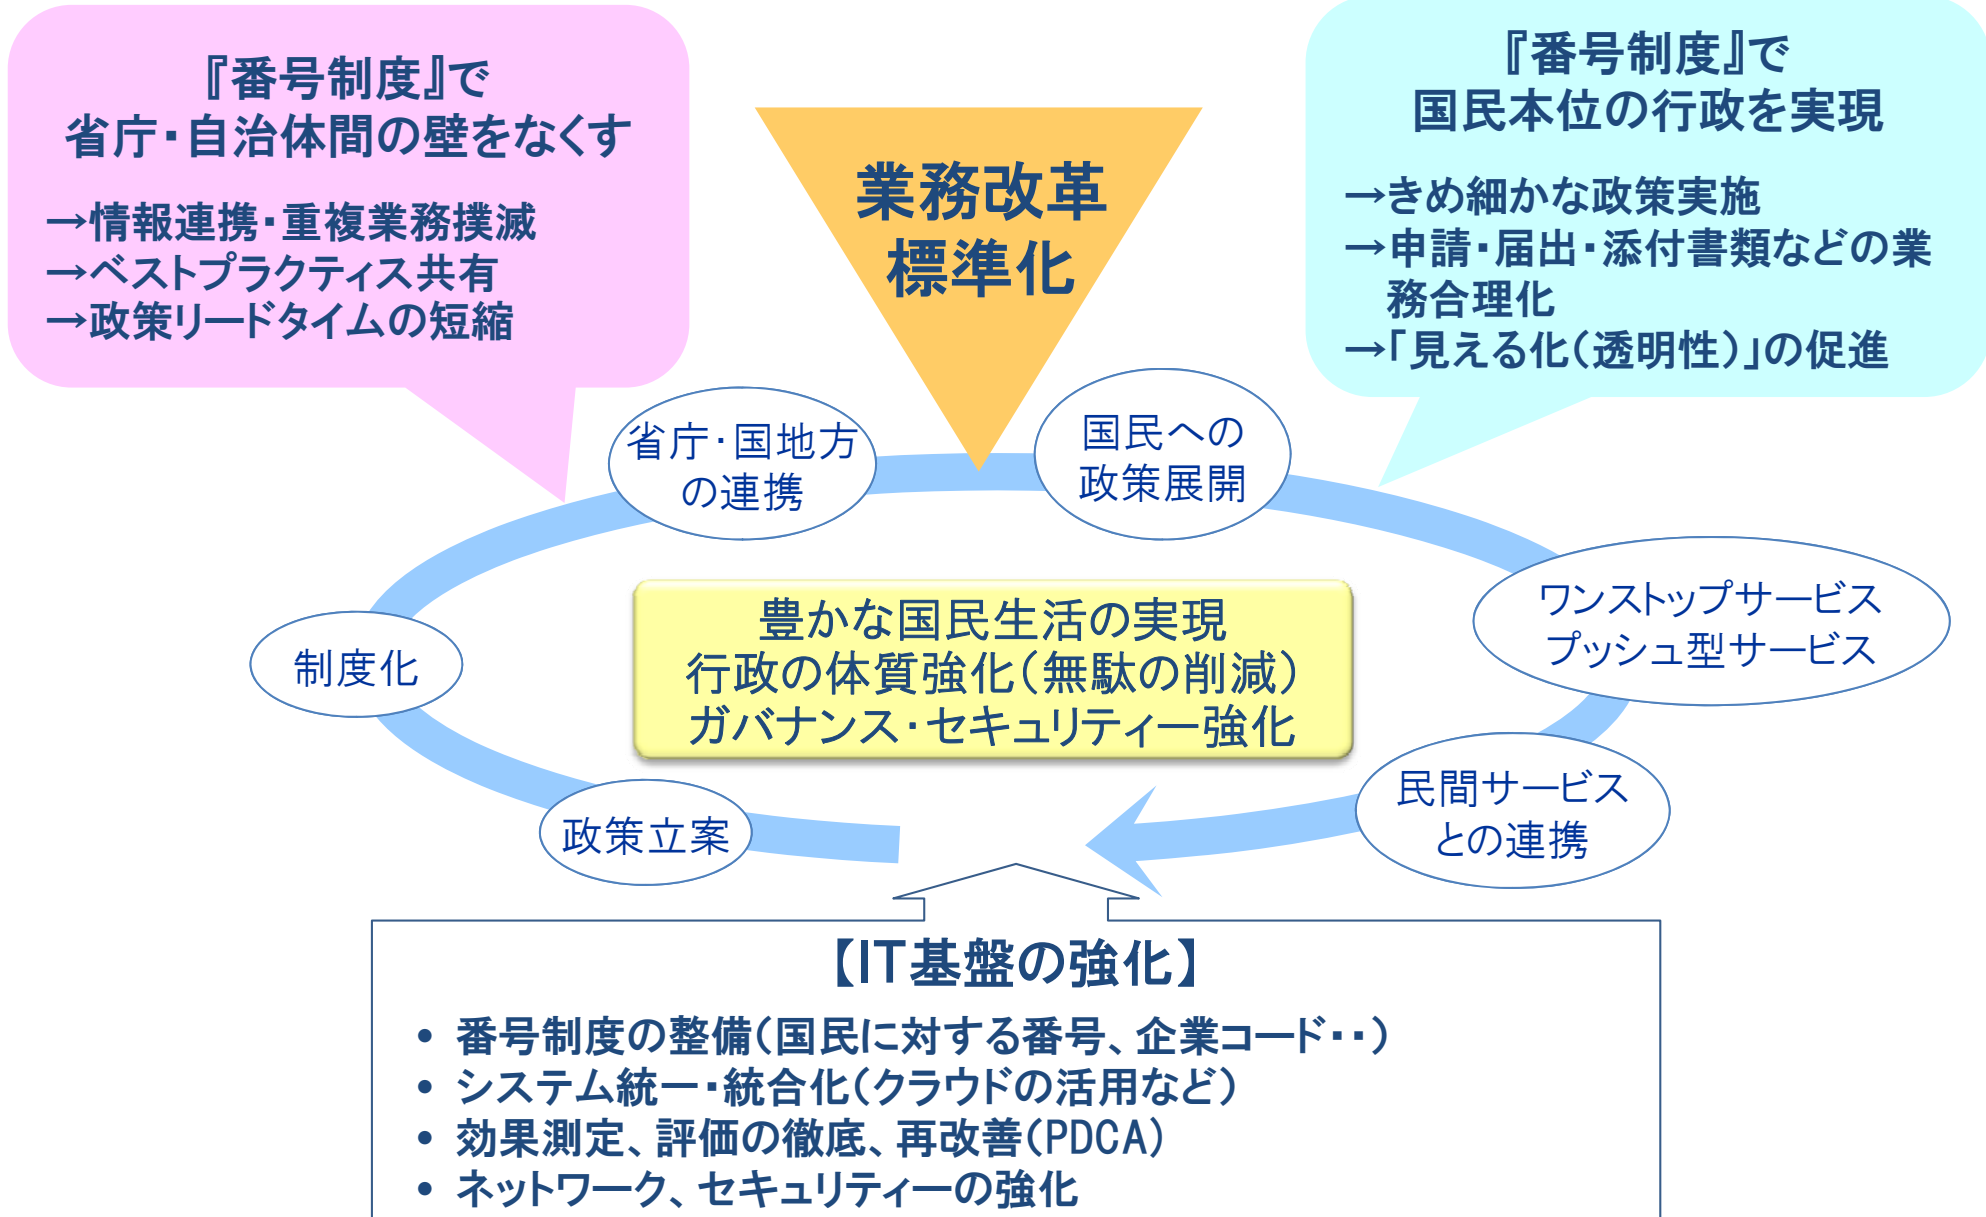 『番号制度』で
省庁・自治体間の壁をなくす
→情報連携・重複業務撲滅
→ベストプラクティス共有
→政策リードタイムの短縮
業務改革
標準化
『番号制度』で
国民本位の行政を実現
→きめ細かな政策実施
→申請・届出・添付書類などの業
務合理化
→「見える化（透明性）」の促進
省庁・国地方
の連携
国民への
政策展開
ワンストップサービス
プッシュ型サービス
制度化
豊かな国民生活の実現
行政の体質強化（無駄の削減）
ガバナンス・セキュリティー強化
民間サービス
との連携
政策立案
【IT基盤の強化】
• 番号制度の整備（国民に対する番号、企業コード・・）
• システム統一・統合化（クラウドの活用など）
• 効果測定、評価の徹底、再改善（PDCA）
• ネットワーク、セキュリティーの強化